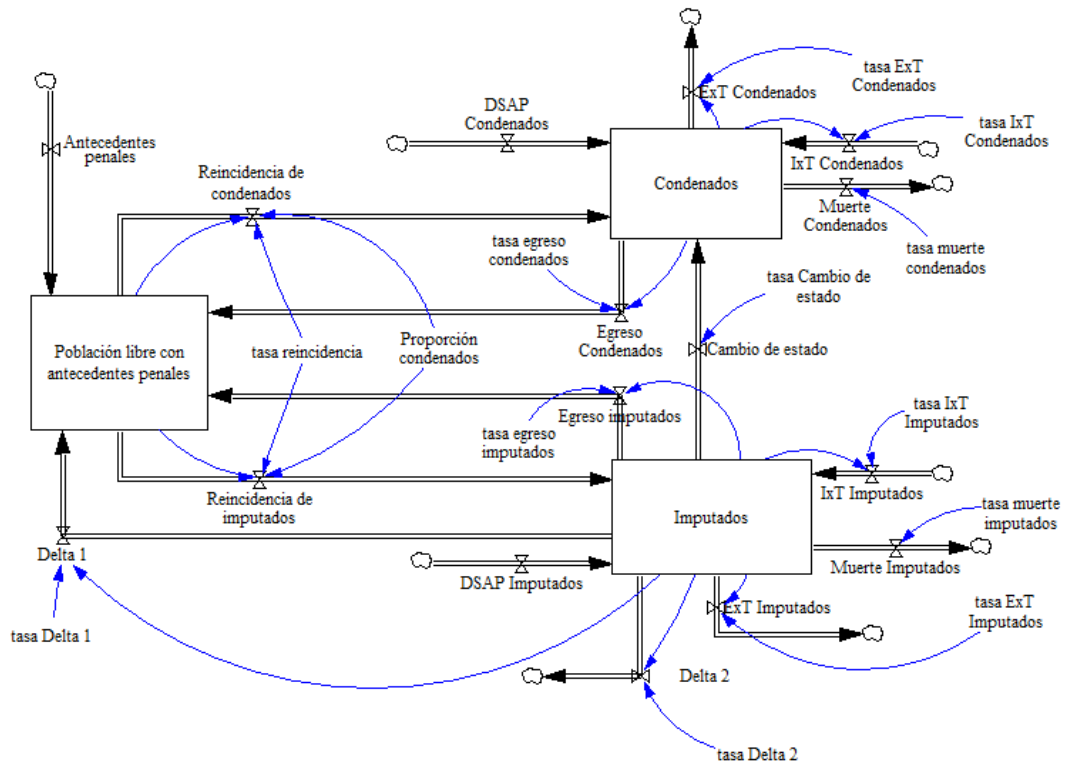 tasa ExT
Condenados
ExT Condenados
DSAP
Condenados
tasa IxT
Condenados
Antecedentes
penales
IxT Condenados
Reincidencia de
condenados
Condenados
Muerte
Condenados
tasa egreso
condenados
tasa muerte
condenados
tasa Cambio de
estado
Población libre con
antecedentes penales
tasa reincidencia
Proporción
condenados
Egreso
Condenados
Cambio de estado
Egreso imputados
tasa egreso
imputados
tasa IxT
Imputados
Reincidencia de
imputados
IxT Imputados
Imputados
tasa muerte
imputados
Delta 1
DSAP Imputados
Muerte Imputados
tasa Delta 1
ExT Imputados
tasa ExT
Imputados
Delta 2
tasa Delta 2